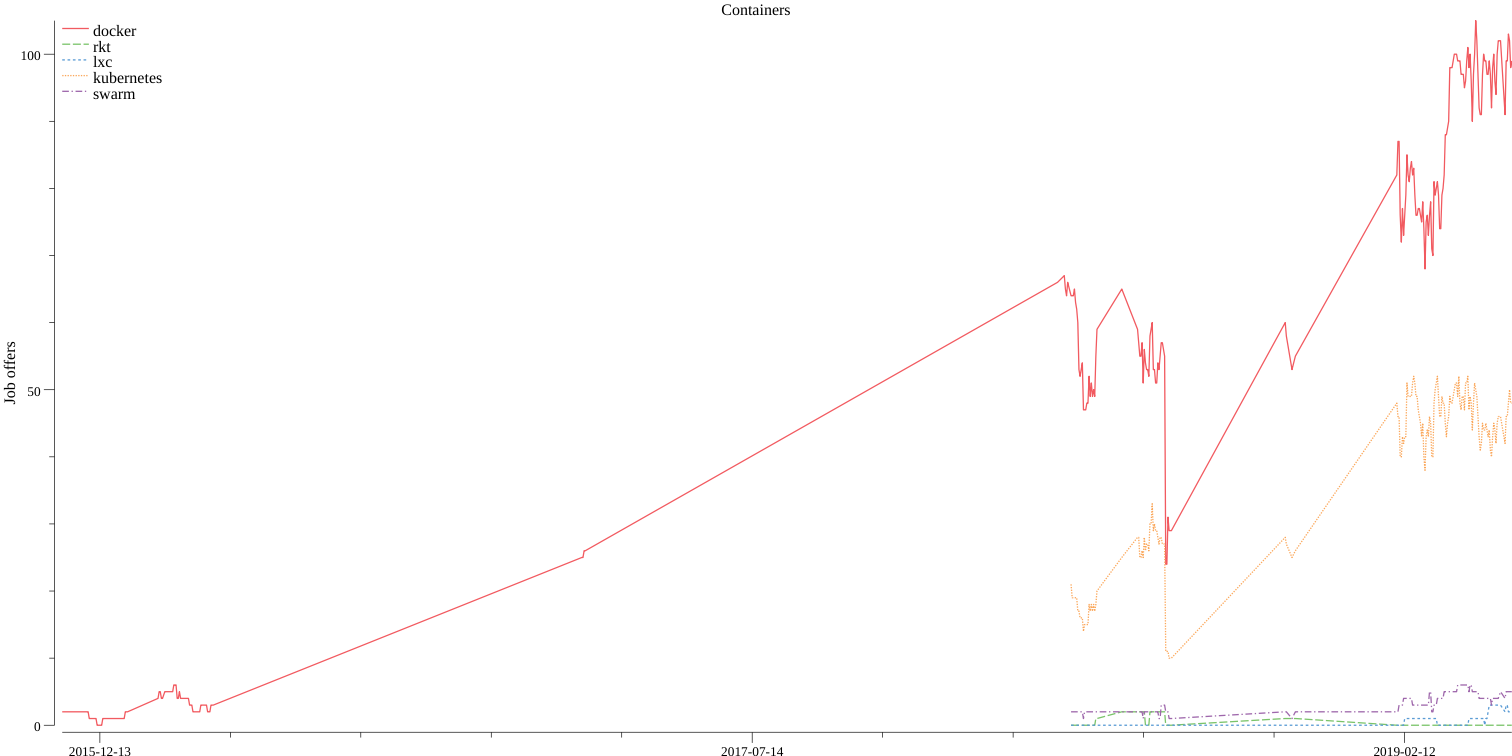 Containers
docker
rkt
lxc
kubernetes
swarm
100
50
0
Job offers
2015-12-13
2017-07-14
2019-02-12